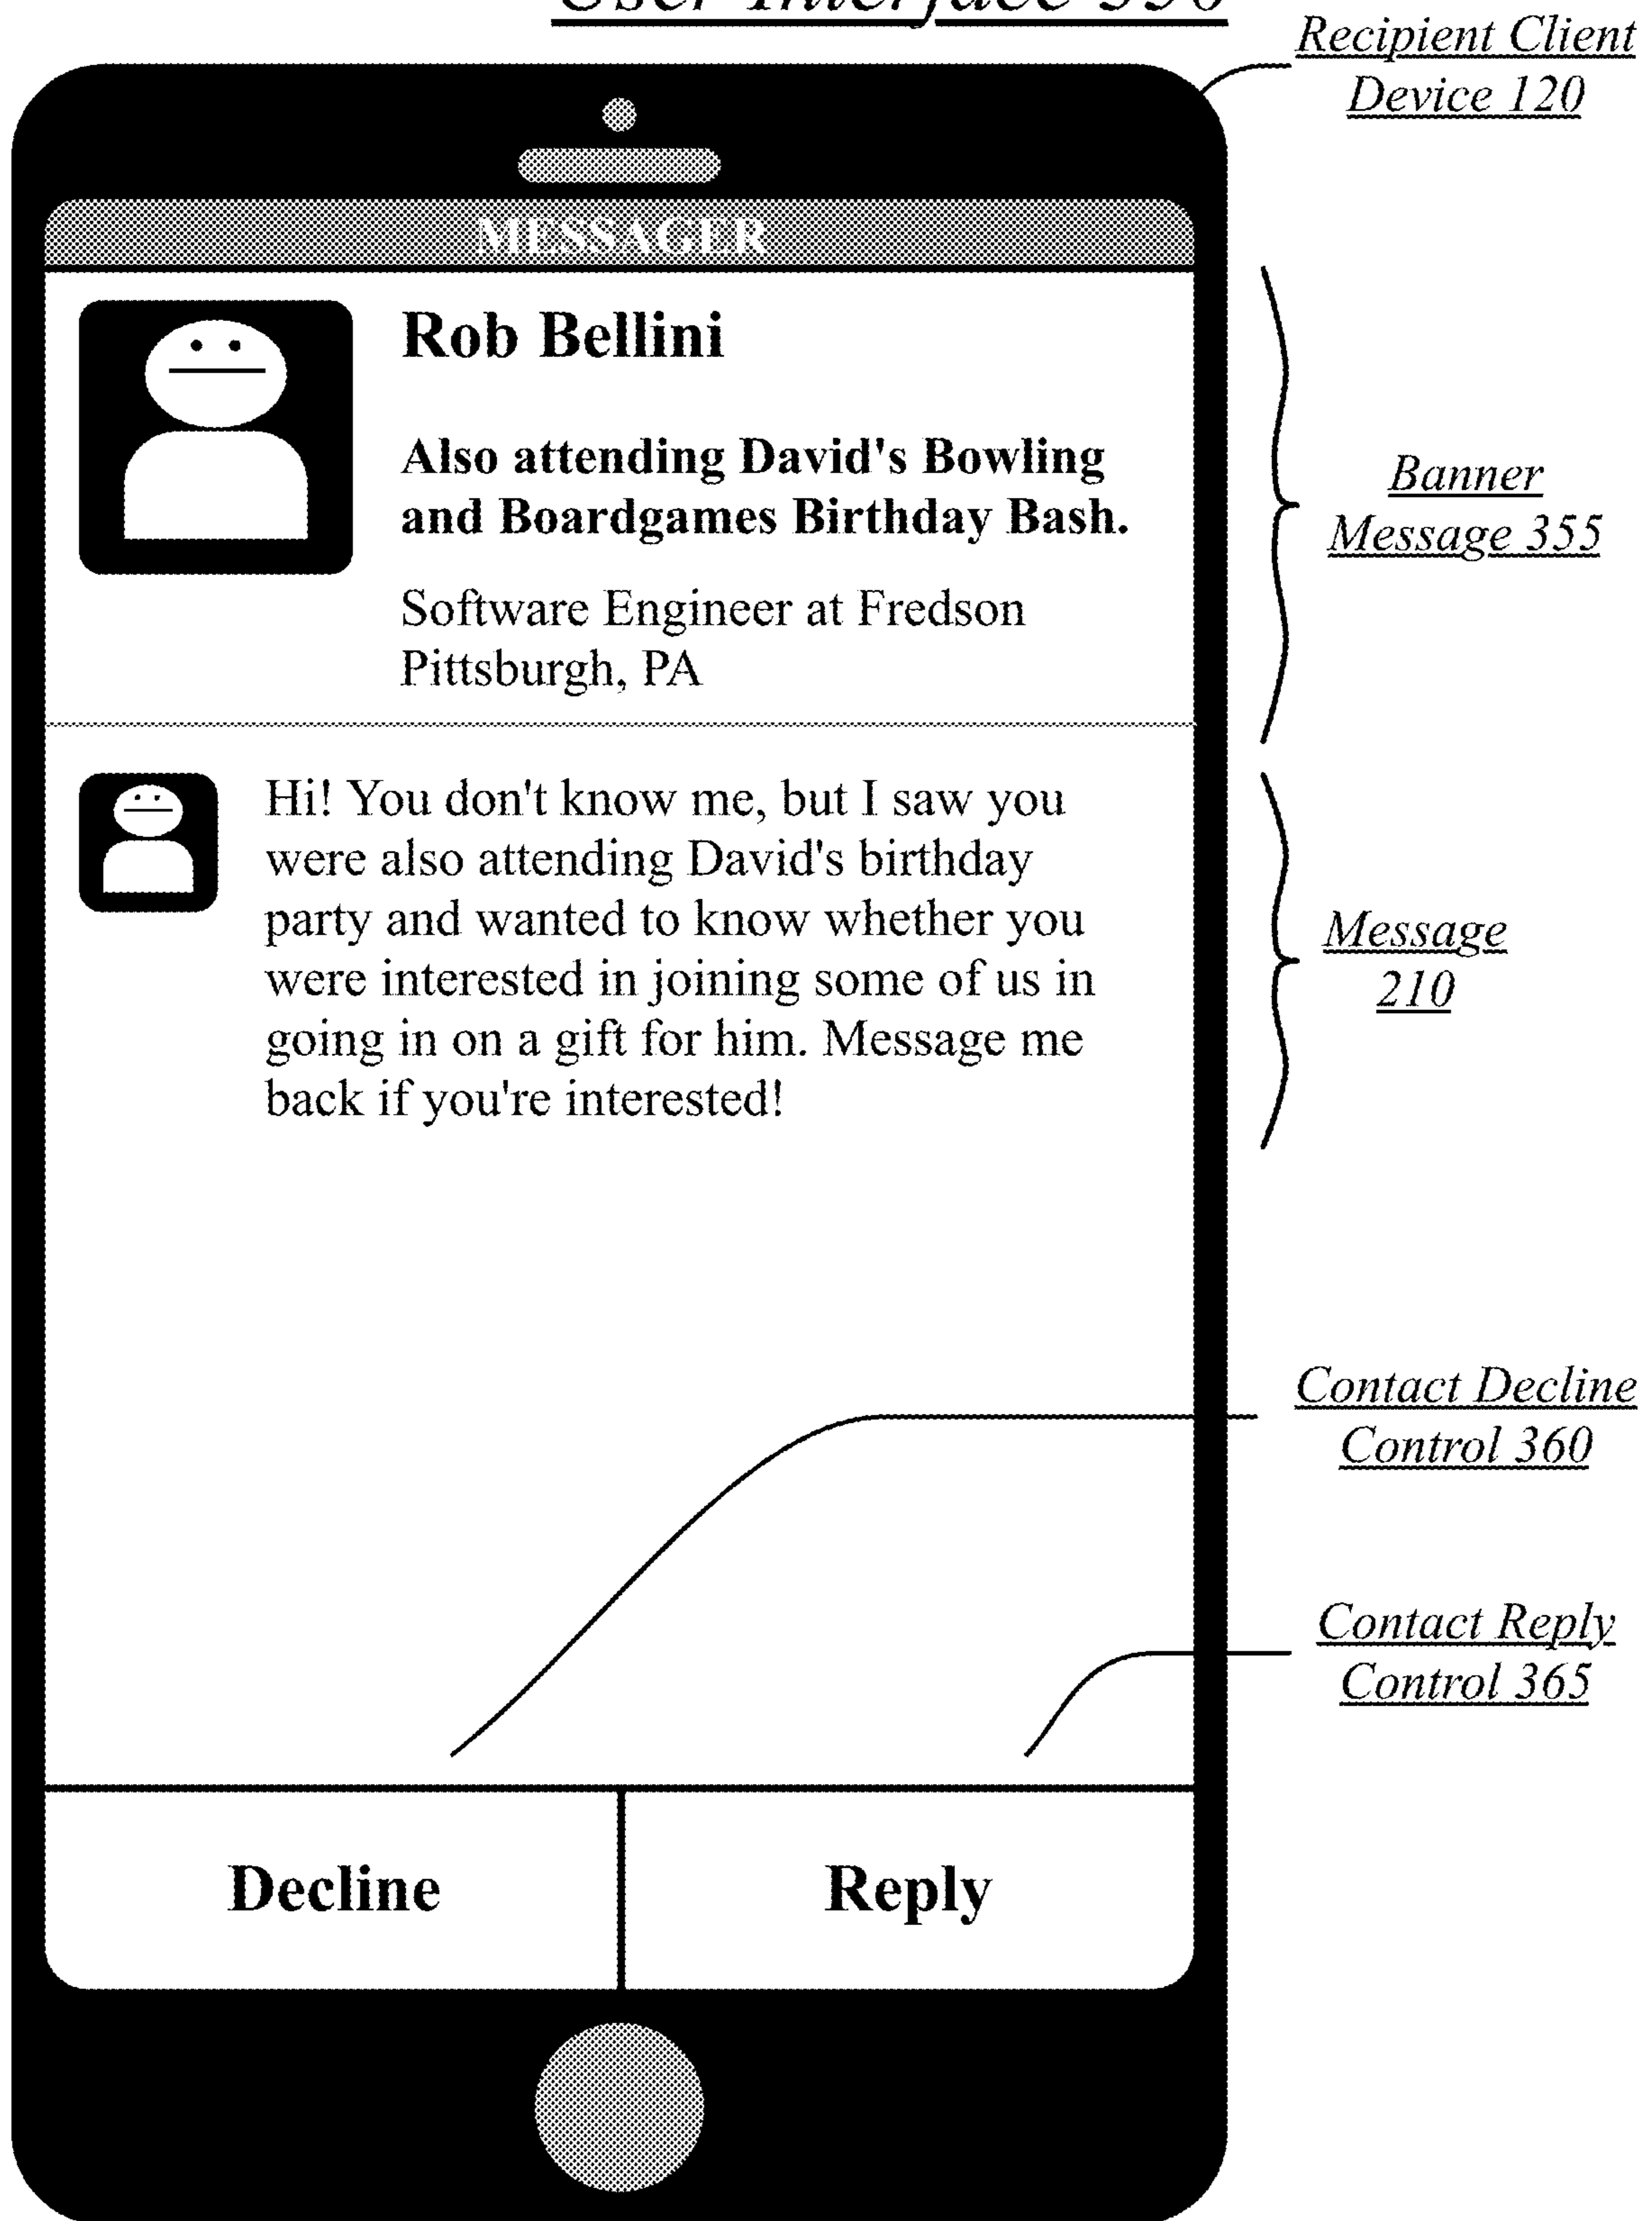 User Interface 350
Recipient Client
Device 120
MESSAGER
Rob Bellini
Also attending David's Bowling
and Boardgames Birthday Bash.
Software Engineer at Fredson
Pittsburgh, PA
Banner
Message 355
Hi! You don't know me, but I saw you
were also attending David's birthday
party and wanted to know whether you
were interested in joining some of us in
going in on a gift for him. Message me
back if you're interested!
Message
210
Contact Decline
Control 360
Contact Reply
Control 365
Decline
Reply